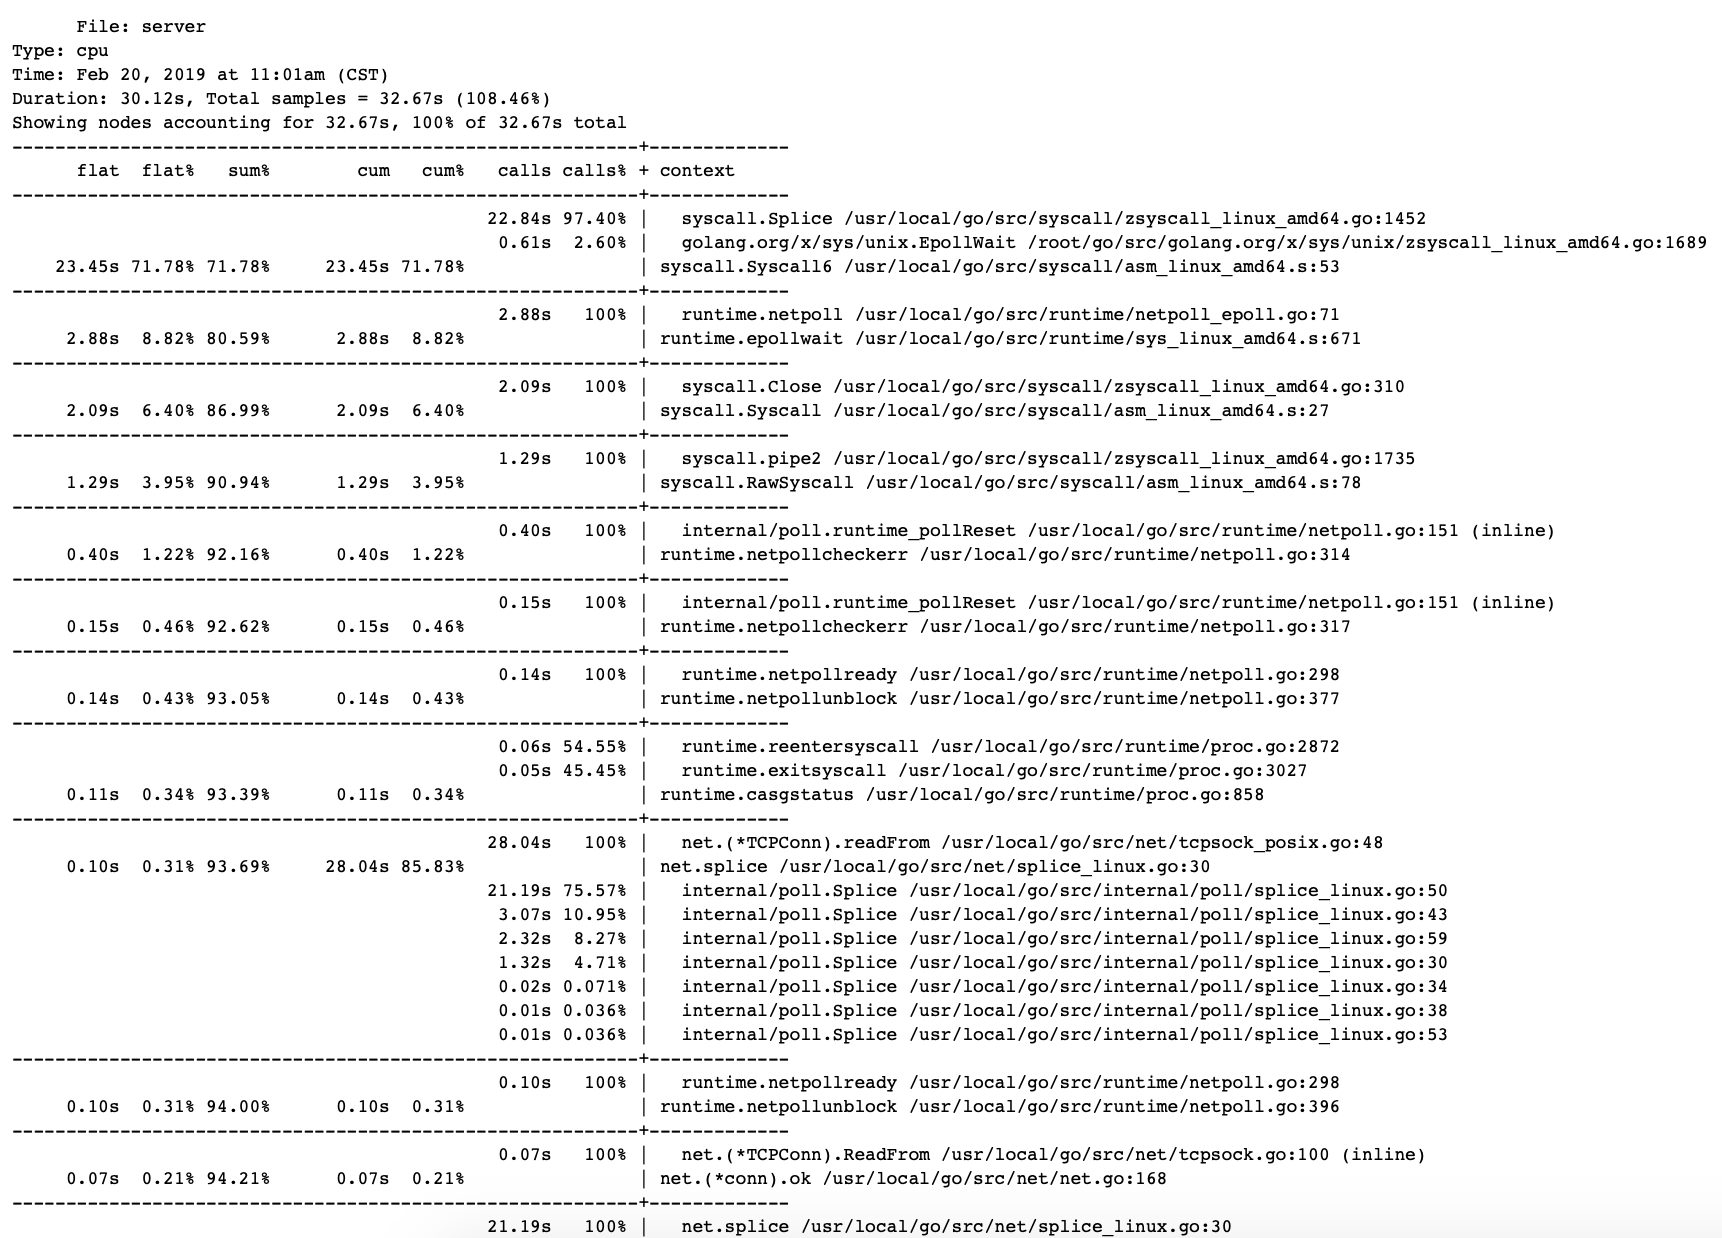 File: server
Type: cpu
Time: Feb 20, 2019 at 11:01am (CST)
Duration: 30.12s, Total samples = 32.67s (108.46%)
Showing nodes accounting for 32.67s, 100% of 32.67s total
----------------------------------------------------------+-------------
flat flat% sum% cum cum% calls calls% + context
----------------------------------------------------------+-------------
22.84s 97.40% | syscall.Splice /usr/local/go/src/syscall/zsyscall_linux_amd64.go:1452
0.61s 2.60% | golang.org/x/sys/unix.EpollWait /root/go/src/golang.org/x/sys/unix/zsyscall_linux_amd64.go:1689
23.45s 71.78% 71.78% 23.45s 71.78% | syscall.Syscall6 /usr/local/go/src/syscall/asm_linux_amd64.s:53
----------------------------------------------------------+-------------
2.88s 100% | runtime.netpoll /usr/local/go/src/runtime/netpoll_epoll.go:71
2.88s 8.82% 80.59% 2.88s 8.82% | runtime.epollwait /usr/local/go/src/runtime/sys_linux_amd64.s:671
----------------------------------------------------------+-------------
2.09s 100% | syscall.Close /usr/local/go/src/syscall/zsyscall_linux_amd64.go:310
2.09s 6.40% 86.99% 2.09s 6.40% | syscall.Syscall /usr/local/go/src/syscall/asm_linux_amd64.s:27
----------------------------------------------------------+-------------
1.29s 100% | syscall.pipe2 /usr/local/go/src/syscall/zsyscall_linux_amd64.go:1735
1.29s 3.95% 90.94% 1.29s 3.95% | syscall.RawSyscall /usr/local/go/src/syscall/asm_linux_amd64.s:78
----------------------------------------------------------+-------------
0.40s 100% | internal/poll.runtime_pollReset /usr/local/go/src/runtime/netpoll.go:151 (inline)
0.40s 1.22% 92.16% 0.40s 1.22% | runtime.netpollcheckerr /usr/local/go/src/runtime/netpoll.go:314
----------------------------------------------------------+-------------
0.15s 100% | internal/poll.runtime_pollReset /usr/local/go/src/runtime/netpoll.go:151 (inline)
0.15s 0.46% 92.62% 0.15s 0.46% | runtime.netpollcheckerr /usr/local/go/src/runtime/netpoll.go:317
----------------------------------------------------------+-------------
0.14s 100% | runtime.netpollready /usr/local/go/src/runtime/netpoll.go:298
0.14s 0.43% 93.05% 0.14s 0.43% | runtime.netpollunblock /usr/local/go/src/runtime/netpoll.go:377
----------------------------------------------------------+-------------
0.06s 54.55% | runtime.reentersyscall /usr/local/go/src/runtime/proc.go:2872
0.05s 45.45% | runtime.exitsyscall /usr/local/go/src/runtime/proc.go:3027
0.11s 0.34% 93.39% 0.11s 0.34% | runtime.casgstatus /usr/local/go/src/runtime/proc.go:858
----------------------------------------------------------+-------------
28.04s 100% | net.(*TCPConn).readFrom /usr/local/go/src/net/tcpsock_posix.go:48
0.10s 0.31% 93.69% 28.04s 85.83% | net.splice /usr/local/go/src/net/splice_linux.go:30
21.19s 75.57% | internal/poll.Splice /usr/local/go/src/internal/poll/splice_linux.go:50
3.07s 10.95% | internal/poll.Splice /usr/local/go/src/internal/poll/splice_linux.go:43
2.32s 8.27% | internal/poll.Splice /usr/local/go/src/internal/poll/splice_linux.go:59
1.32s 4.71% | internal/poll.Splice /usr/local/go/src/internal/poll/splice_linux.go:30
0.02s 0.071% | internal/poll.Splice /usr/local/go/src/internal/poll/splice_linux.go:34
0.01s 0.036% | internal/poll.Splice /usr/local/go/src/internal/poll/splice_linux.go:38
0.01s 0.036% | internal/poll.Splice /usr/local/go/src/internal/poll/splice_linux.go:53
----------------------------------------------------------+-------------
0.10s 100% | runtime.netpollready /usr/local/go/src/runtime/netpoll.go:298
0.10s 0.31% 94.00% 0.10s 0.31% | runtime.netpollunblock /usr/local/go/src/runtime/netpoll.go:396
----------------------------------------------------------+-------------
0.07s 100% | net.(*TCPConn).ReadFrom /usr/local/go/src/net/tcpsock.go:100 (inline)
0.07s 0.21% 94.21% 0.07s 0.21% | net.(*conn).ok /usr/local/go/src/net/net.go:168
----------------------------------------------------------+-------------
21.19s 100% | net.splice /usr/local/go/src/net/splice_linux.go:30